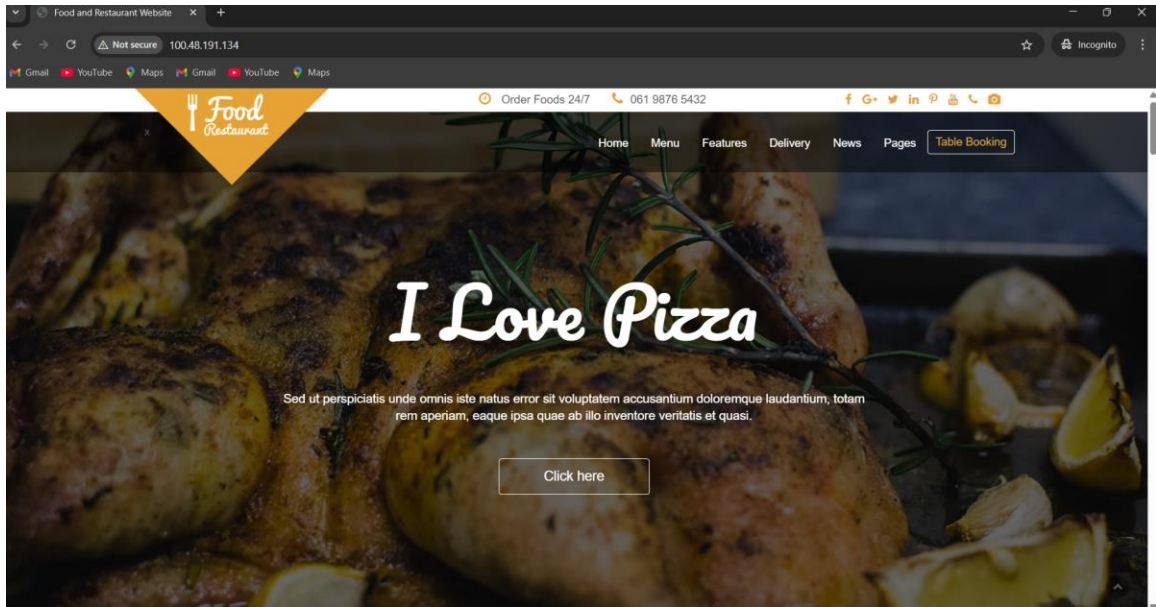 Food and Restaurant Website
Not secure 100.48.191.134
Incognito
Gmail YouTube Maps Gmail YouTube Maps
Food
Restaurant
Order Foods 24/7 061 9876 5432
x
Home Menu Features Delivery News Pages Table Booking
I Love Pizza
Sed ut perspiciatis unde omnis iste natus error sit voluptatem accusantium doloremque laudantium, totam
rem aperiam, eaque ipsa quae ab illo inventore veritatis et quasi.
Click here